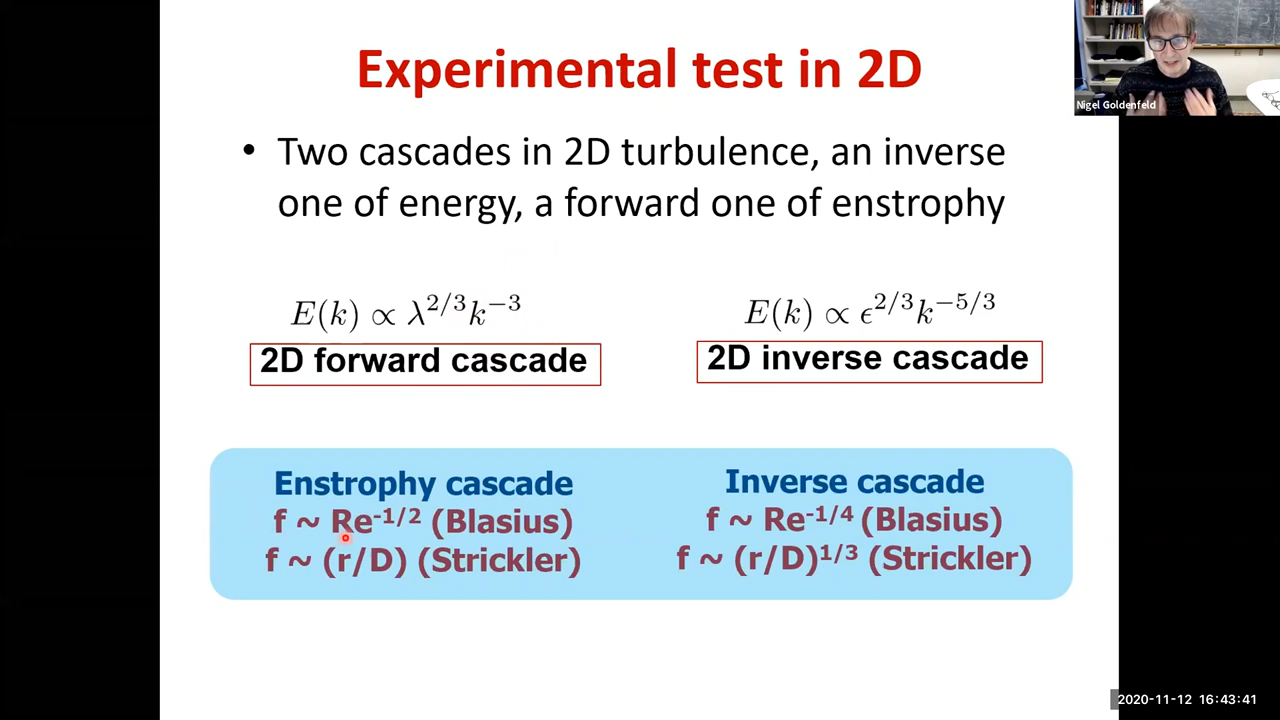 Experimental test in 2D
Nigel Goldenfeld
• Two cascades in 2D turbulence, an inverse
one of energy, a forward one of enstrophy
E(k) ∝ λ^{2/3}k^{−3}
2D forward cascade
E(k) ∝ ϵ^{2/3}k^{−5/3}
2D inverse cascade
Enstrophy cascade
f ~ Re^{-1/2} (Blasius)
f ~ (r/D) (Strickler)
Inverse cascade
f ~ Re^{-1/4} (Blasius)
f ~ (r/D)^{1/3} (Strickler)
2020-11-12 16:43:41